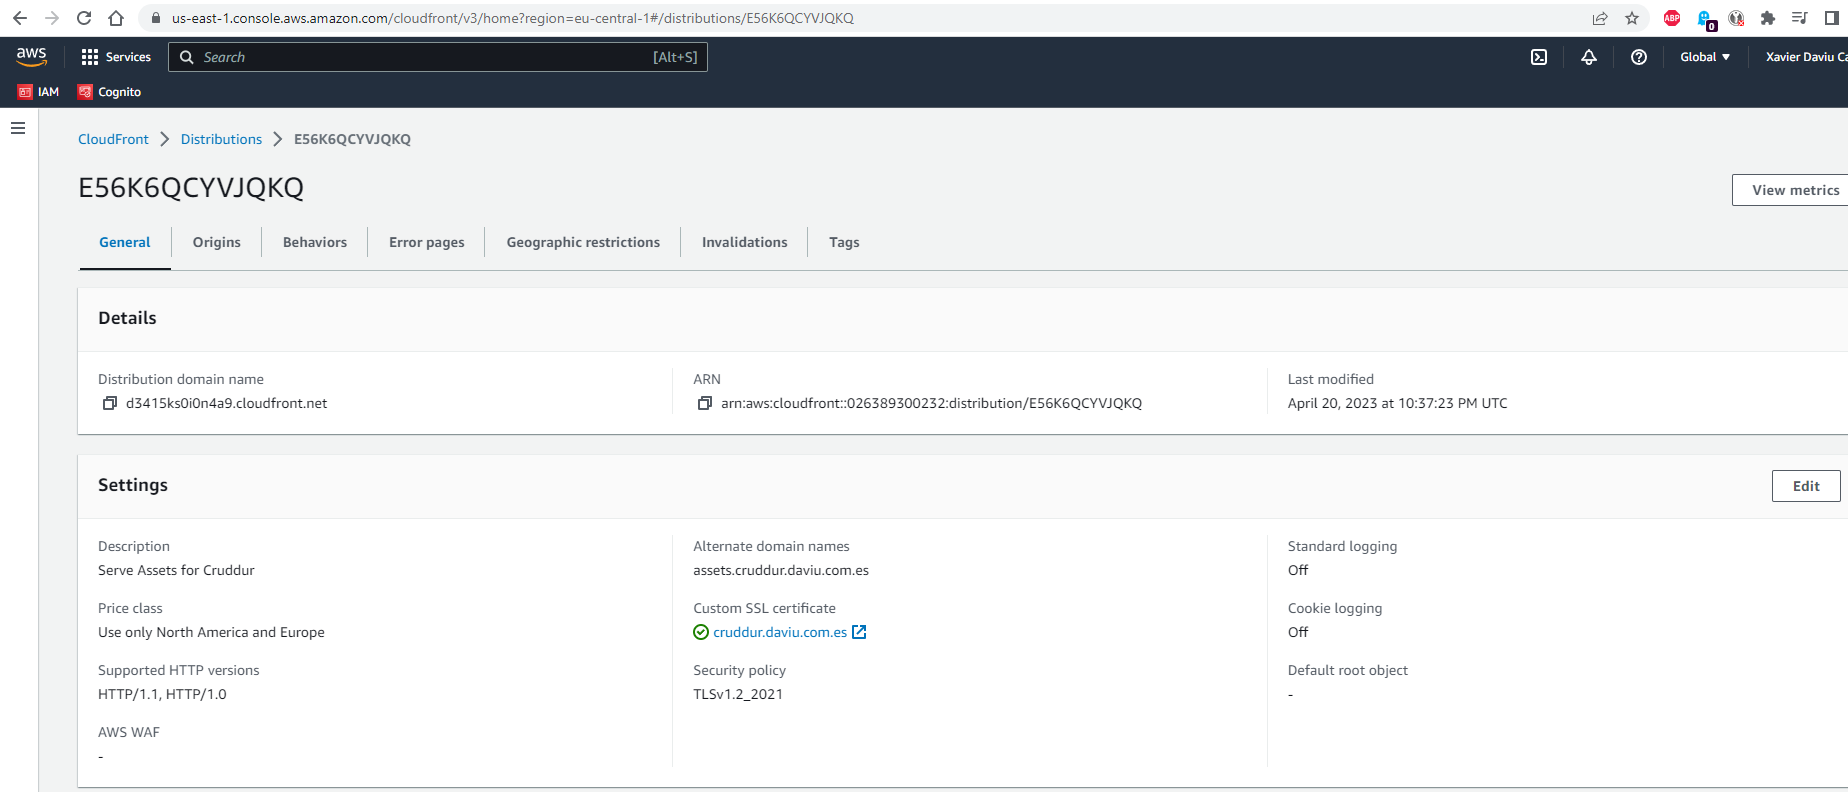 us-east-1.console.aws.amazon.com/cloudfront/v3/home?region=eu-central-1#/distributions/E56K6QCYVJQKQ
ABP
0
aws
Services
Search
[Alt+S]
Global
Xavier Daviu Ca
IAM
Cognito
CloudFront
Distributions
E56K6QCYVJQKQ
E56K6QCYVJQKQ
View metrics
General
Origins
Behaviors
Error pages
Geographic restrictions
Invalidations
Tags
Details
Distribution domain name
d3415ks0i0n4a9.cloudfront.net
ARN
arn:aws:cloudfront::026389300232:distribution/E56K6QCYVJQKQ
Last modified
April 20, 2023 at 10:37:23 PM UTC
Settings
Edit
Description
Serve Assets for Cruddur
Price class
Use only North America and Europe
Supported HTTP versions
HTTP/1.1, HTTP/1.0
AWS WAF
-
Alternate domain names
assets.cruddur.daviu.com.es
Custom SSL certificate
cruddur.daviu.com.es
Security policy
TLSv1.2_2021
Standard logging
Off
Cookie logging
Off
Default root object
-